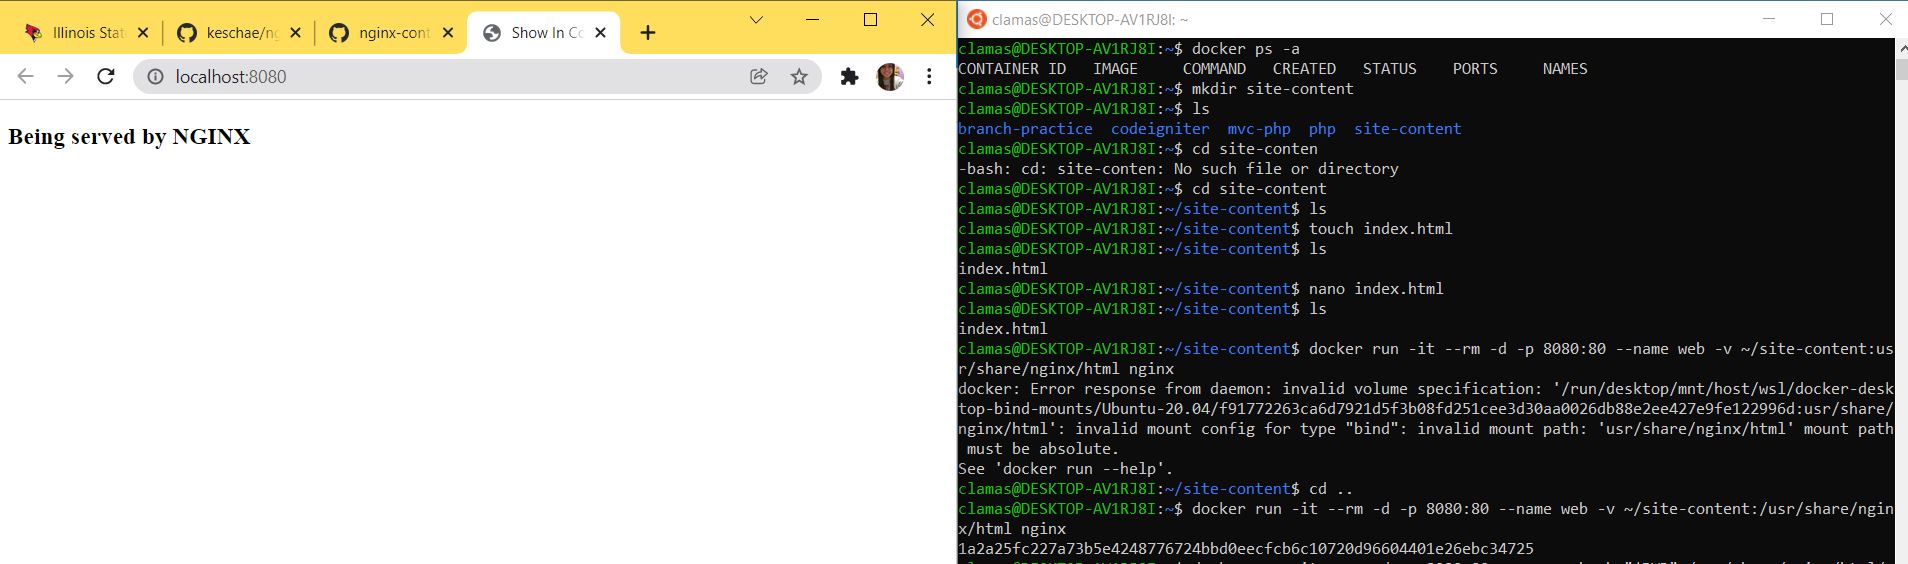 Illinois Stat
keschae/ng
nginx-cont
Show In Co
localhost:8080
Being served by NGINX
clamas@DESKTOP-AV1RJ8I: ~
clamas@DESKTOP-AV1RJ8I:~$ docker ps -a
CONTAINER ID   IMAGE     COMMAND   CREATED   STATUS    PORTS     NAMES
clamas@DESKTOP-AV1RJ8I:~$ mkdir site-content
clamas@DESKTOP-AV1RJ8I:~$ ls
branch-practice  codeigniter  mvc-php  php  site-content
clamas@DESKTOP-AV1RJ8I:~$ cd site-conten
-bash: cd: site-conten: No such file or directory
clamas@DESKTOP-AV1RJ8I:~$ cd site-content
clamas@DESKTOP-AV1RJ8I:~/site-content$ ls
clamas@DESKTOP-AV1RJ8I:~/site-content$ touch index.html
clamas@DESKTOP-AV1RJ8I:~/site-content$ ls
index.html
clamas@DESKTOP-AV1RJ8I:~/site-content$ nano index.html
clamas@DESKTOP-AV1RJ8I:~/site-content$ ls
index.html
clamas@DESKTOP-AV1RJ8I:~/site-content$ docker run -it --rm -d -p 8080:80 --name web -v ~/site-content:us
r/share/nginx/html nginx
docker: Error response from daemon: invalid volume specification: '/run/desktop/mnt/host/wsl/docker-desk
top-bind-mounts/Ubuntu-20.04/f91772263ca6d7921d5f3b08fd251cee3d30aa0026db88e2ee427e9fe122996d:usr/share/
nginx/html': invalid mount config for type "bind": invalid mount path: 'usr/share/nginx/html' mount path
 must be absolute.
See 'docker run --help'.
clamas@DESKTOP-AV1RJ8I:~/site-content$ cd ..
clamas@DESKTOP-AV1RJ8I:~$ docker run -it --rm -d -p 8080:80 --name web -v ~/site-content:/usr/share/ngin
x/html nginx
1a2a25fc227a73b5e4248776724bbd0eecfcb6c10720d96604401e26ebc34725